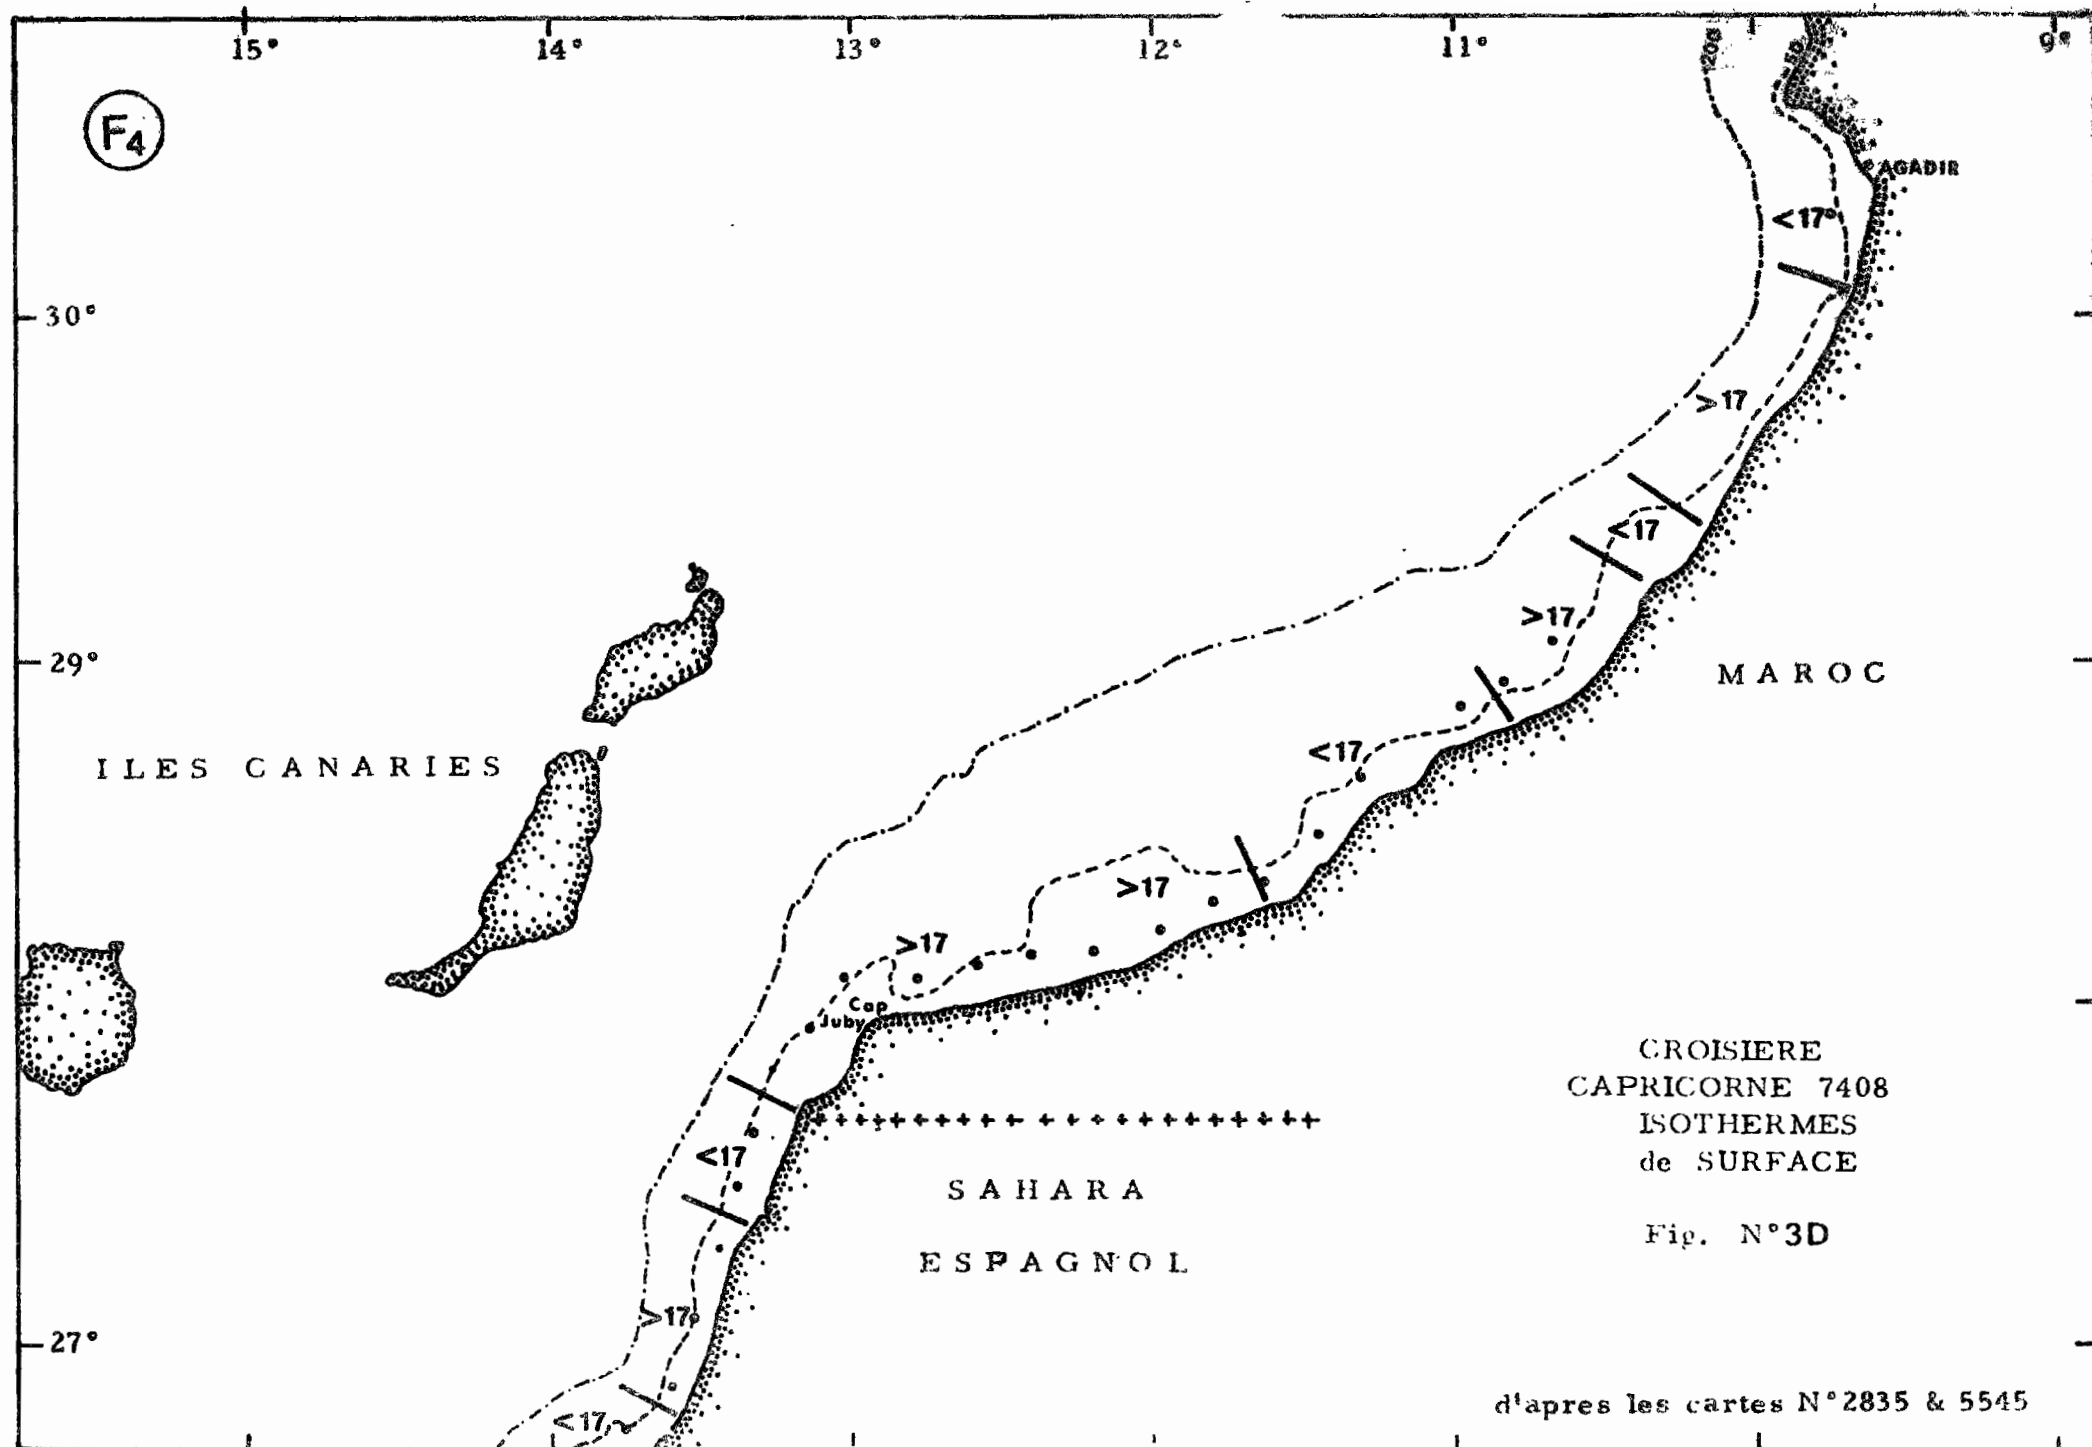 15° 14° 13° 12° 11° 9°
200
50
F4
AGADIR
<17°
30°
>17
<17
>17
29°
MAROC
<17
ILES CANARIES
>17
>17
Cap
Juby
CROISIERE
CAPRICORNE 7408
ISOTHERMES
de SURFACE
<17
SAHARA
Fig. N°3D
ESPAGNOL
>17
27°
d'apres les cartes N°2835 & 5545
<17